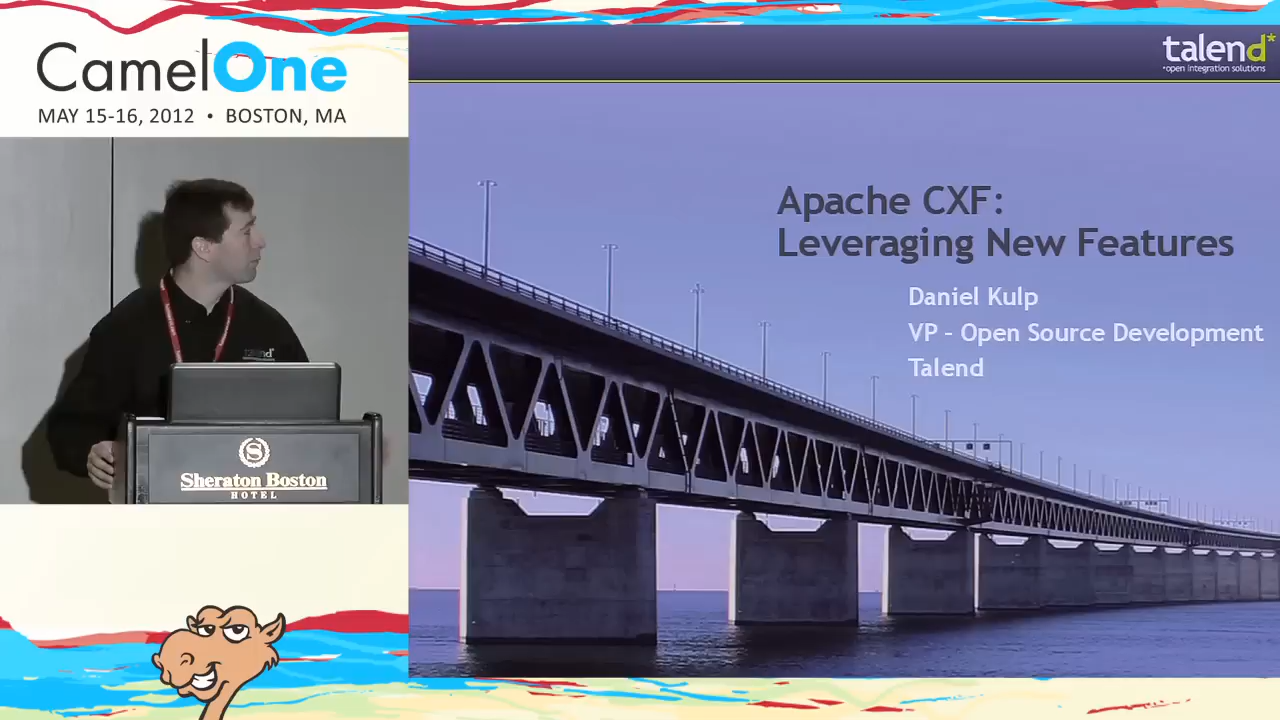 CamelOne
MAY 15-16, 2012 • BOSTON, MA
talend*
*open integration solutions
Apache CXF:
Leveraging New Features
Daniel Kulp
VP – Open Source Development
Talend
talend*
S
Sheraton Boston
HOTEL